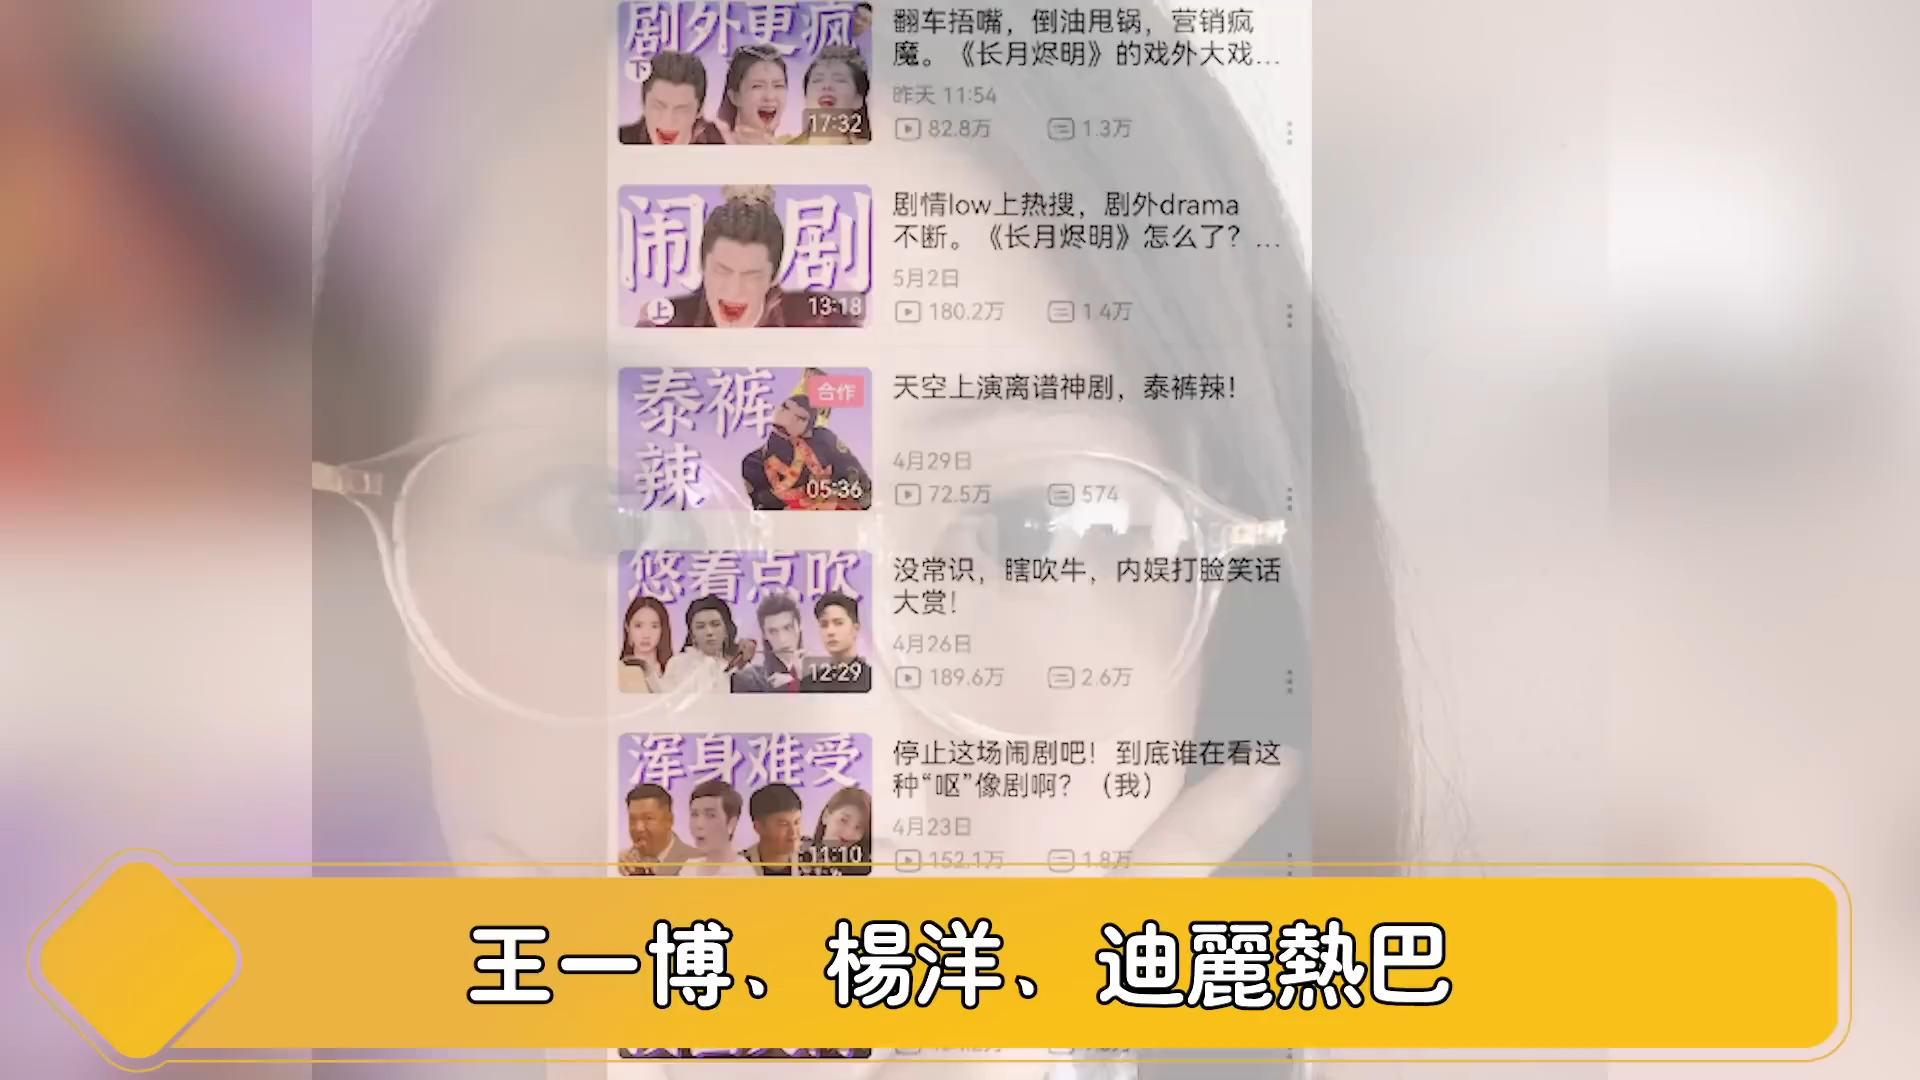 剧外更疯
下
17:32
翻车捂嘴，倒油甩锅，营销疯
魔。《长月烬明》的戏外大戏...
昨天 11:54
82.8万 1.3万
闹剧
上
13:18
剧情low上热搜，剧外drama
不断。《长月烬明》怎么了？...
5月2日
180.2万 1.4万
泰裤
辣
合作
05:36
天空上演离谱神剧，泰裤辣！
4月29日
72.5万 574
悠着点吹
12:29
没常识，瞎吹牛，内娱打脸笑话
大赏！
4月26日
189.6万 2.6万
浑身难受
11:10
停止这场闹剧吧！到底谁在看这
种“呕”像剧啊？（我）
4月23日
152.1万 1.8万
王一博、楊洋、迪麗熱巴